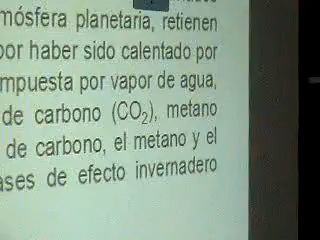 mósfera planetaria, retienen
por haber sido calentado por
mpuesta por vapor de agua,
de carbono (CO₂), metano
de carbono, el metano y el
ases de efecto invernadero